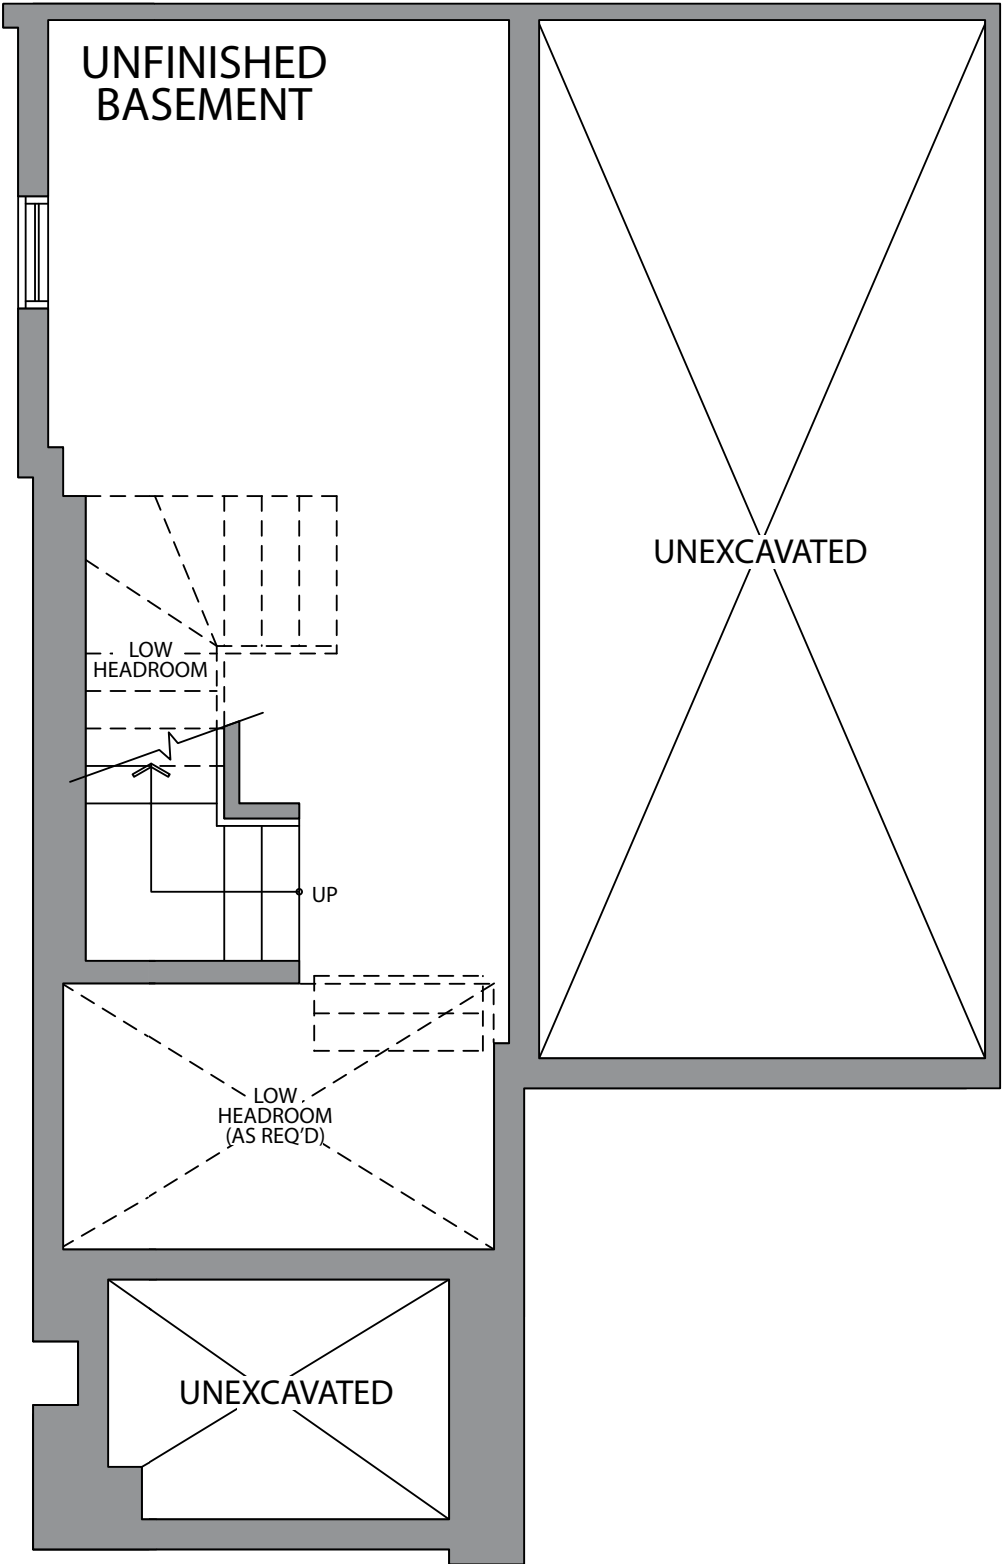 UNFINISHED
BASEMENT
UNEXCAVATED
LOW
HEADROOM
UP
LOW
HEADROOM
(AS REQ'D)
UNEXCAVATED